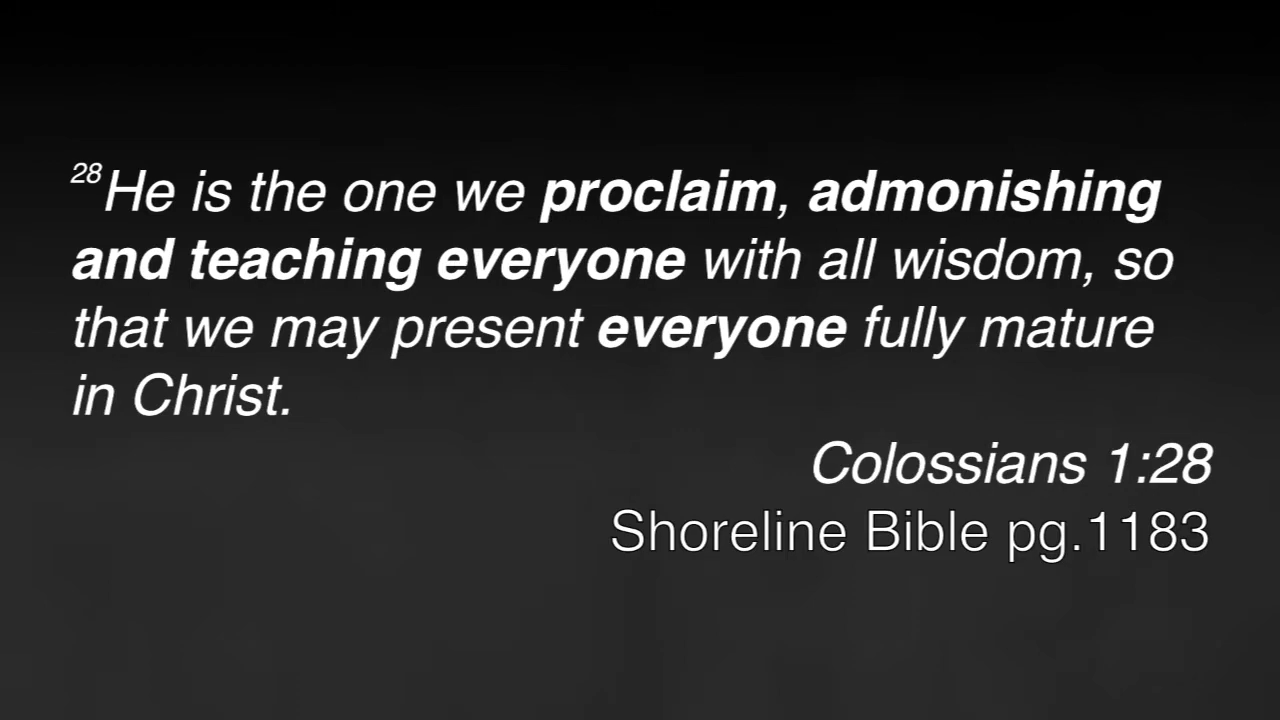 28He is the one we proclaim, admonishing
and teaching everyone with all wisdom, so
that we may present everyone fully mature
in Christ.
Colossians 1:28
Shoreline Bible pg.1183